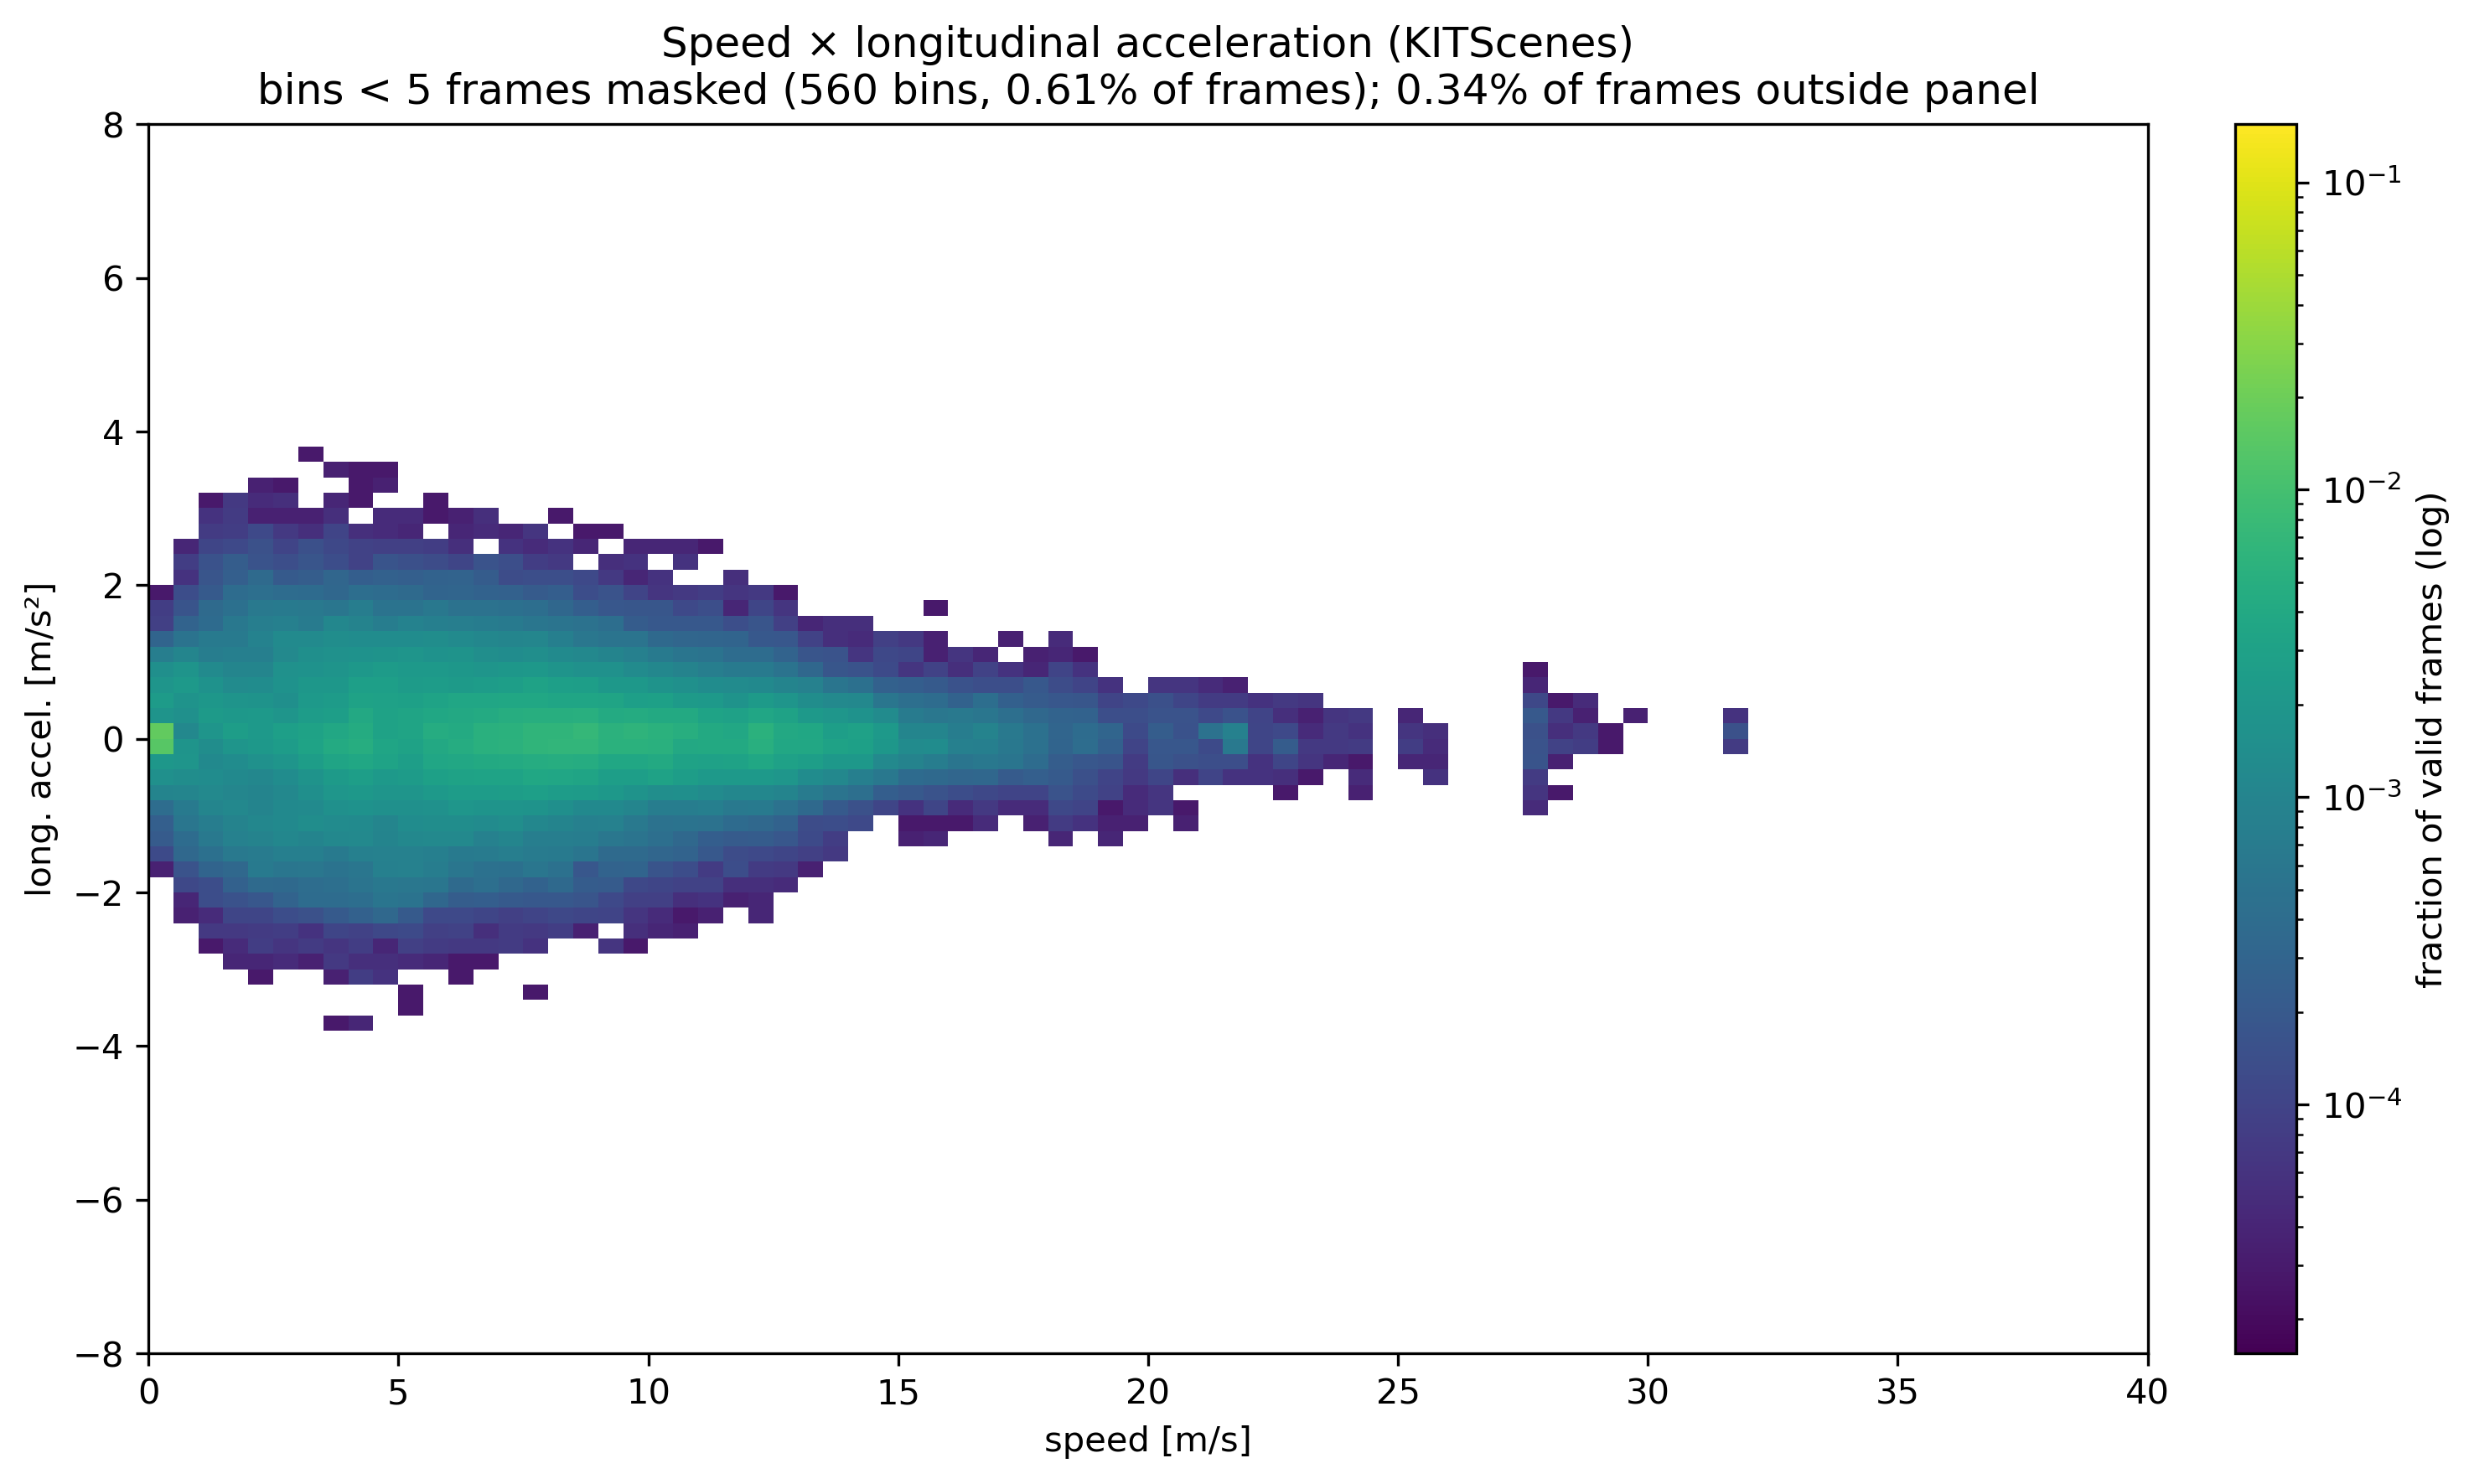 Speed × longitudinal acceleration (KITScenes)
bins < 5 frames masked (560 bins, 0.61% of frames); 0.34% of frames outside panel
8
6
4
2
0
−2
−4
−6
−8
long. accel. [m/s²]
0 5 10 15 20 25 30 35 40
speed [m/s]
10⁻¹
10⁻²
10⁻³
10⁻⁴
fraction of valid frames (log)